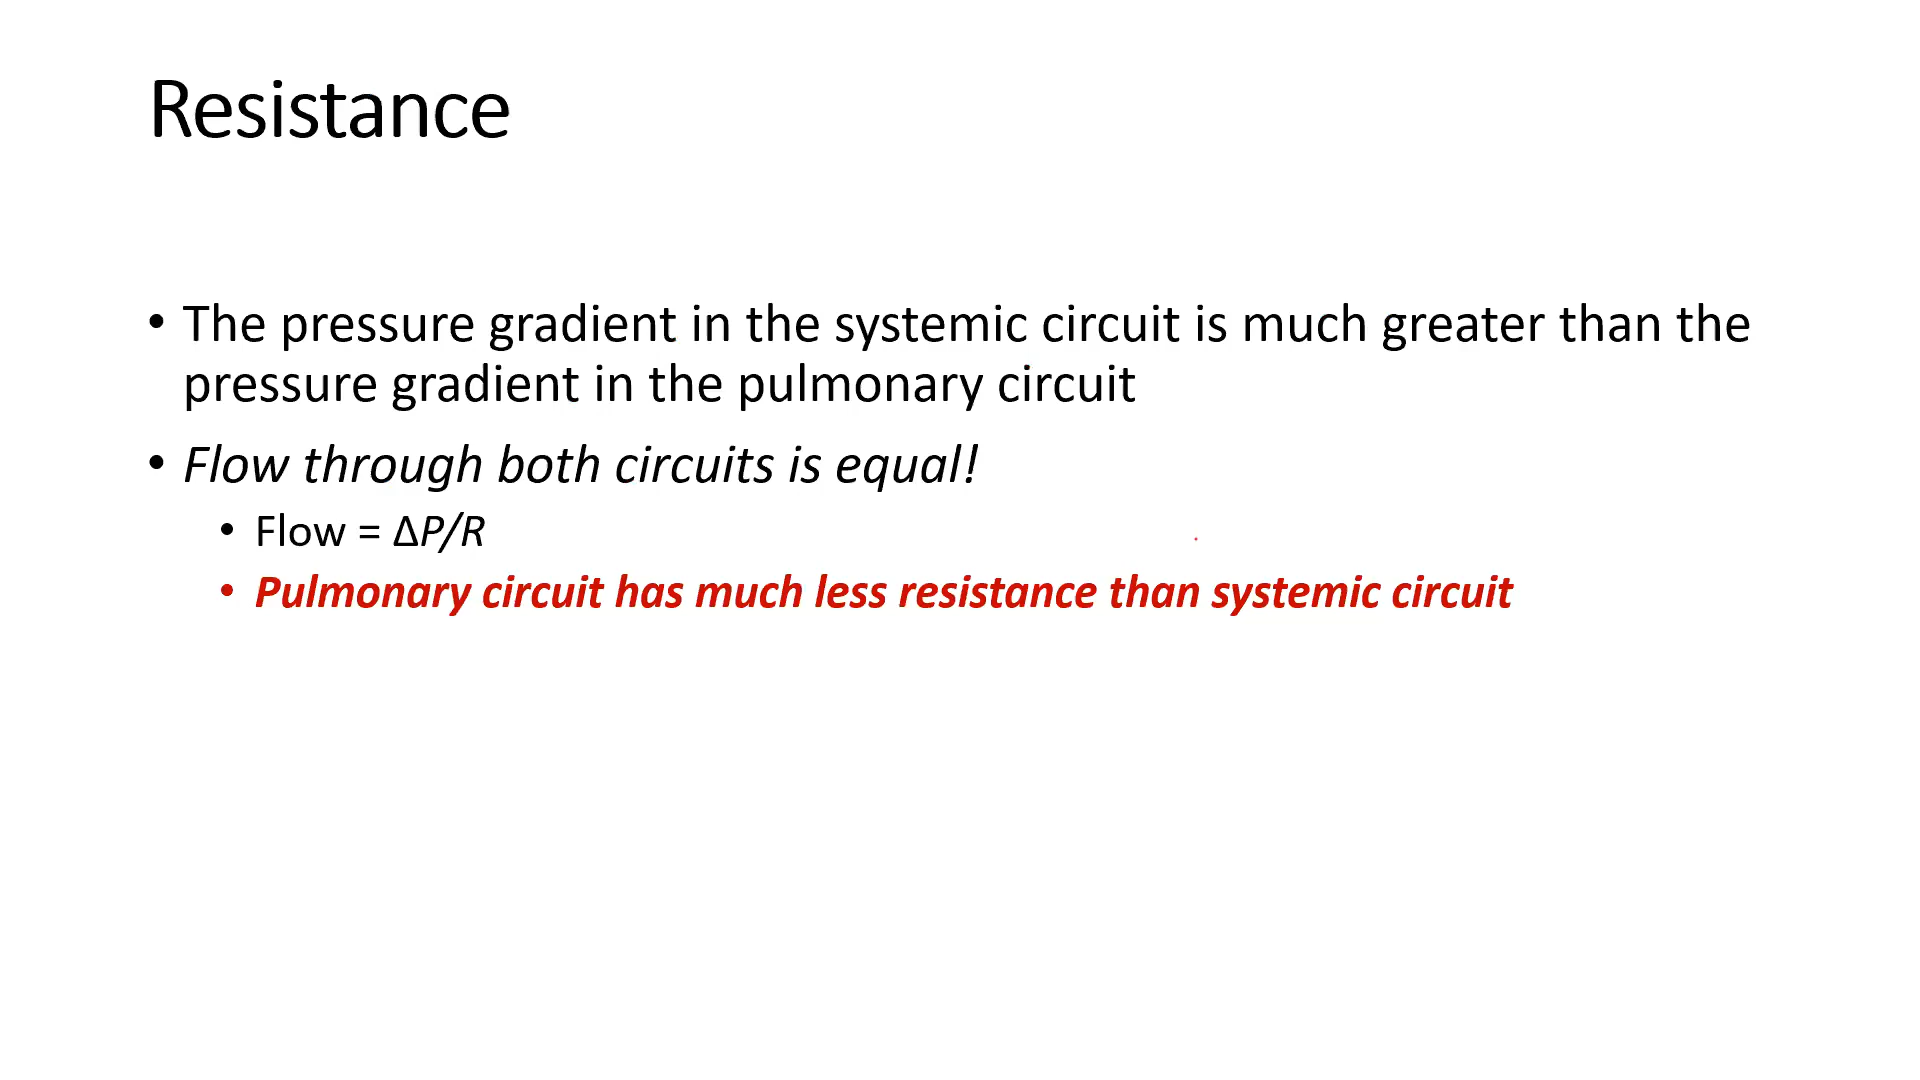 Resistance
• The pressure gradient in the systemic circuit is much greater than the
pressure gradient in the pulmonary circuit
• Flow through both circuits is equal!
• Flow = ΔP/R
• Pulmonary circuit has much less resistance than systemic circuit